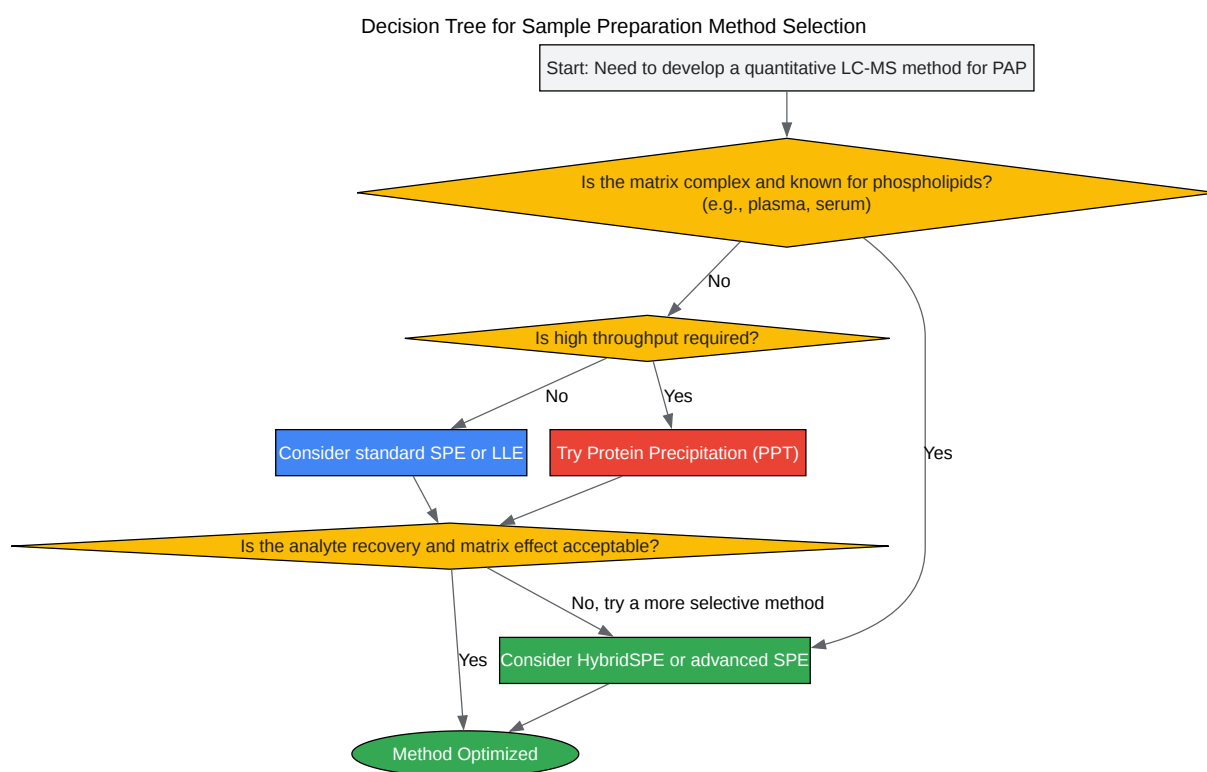 Decision Tree for Sample Preparation Method Selection
Start: Need to develop a quantitative LC-MS method for PAP
Is the matrix complex and known for phospholipids?
(e.g., plasma, serum)
No
Is high throughput required?
No
Yes
Consider standard SPE or LLE
Try Protein Precipitation (PPT)
Yes
Is the analyte recovery and matrix effect acceptable?
No, try a more selective method
Yes
Consider HybridSPE or advanced SPE
Method Optimized